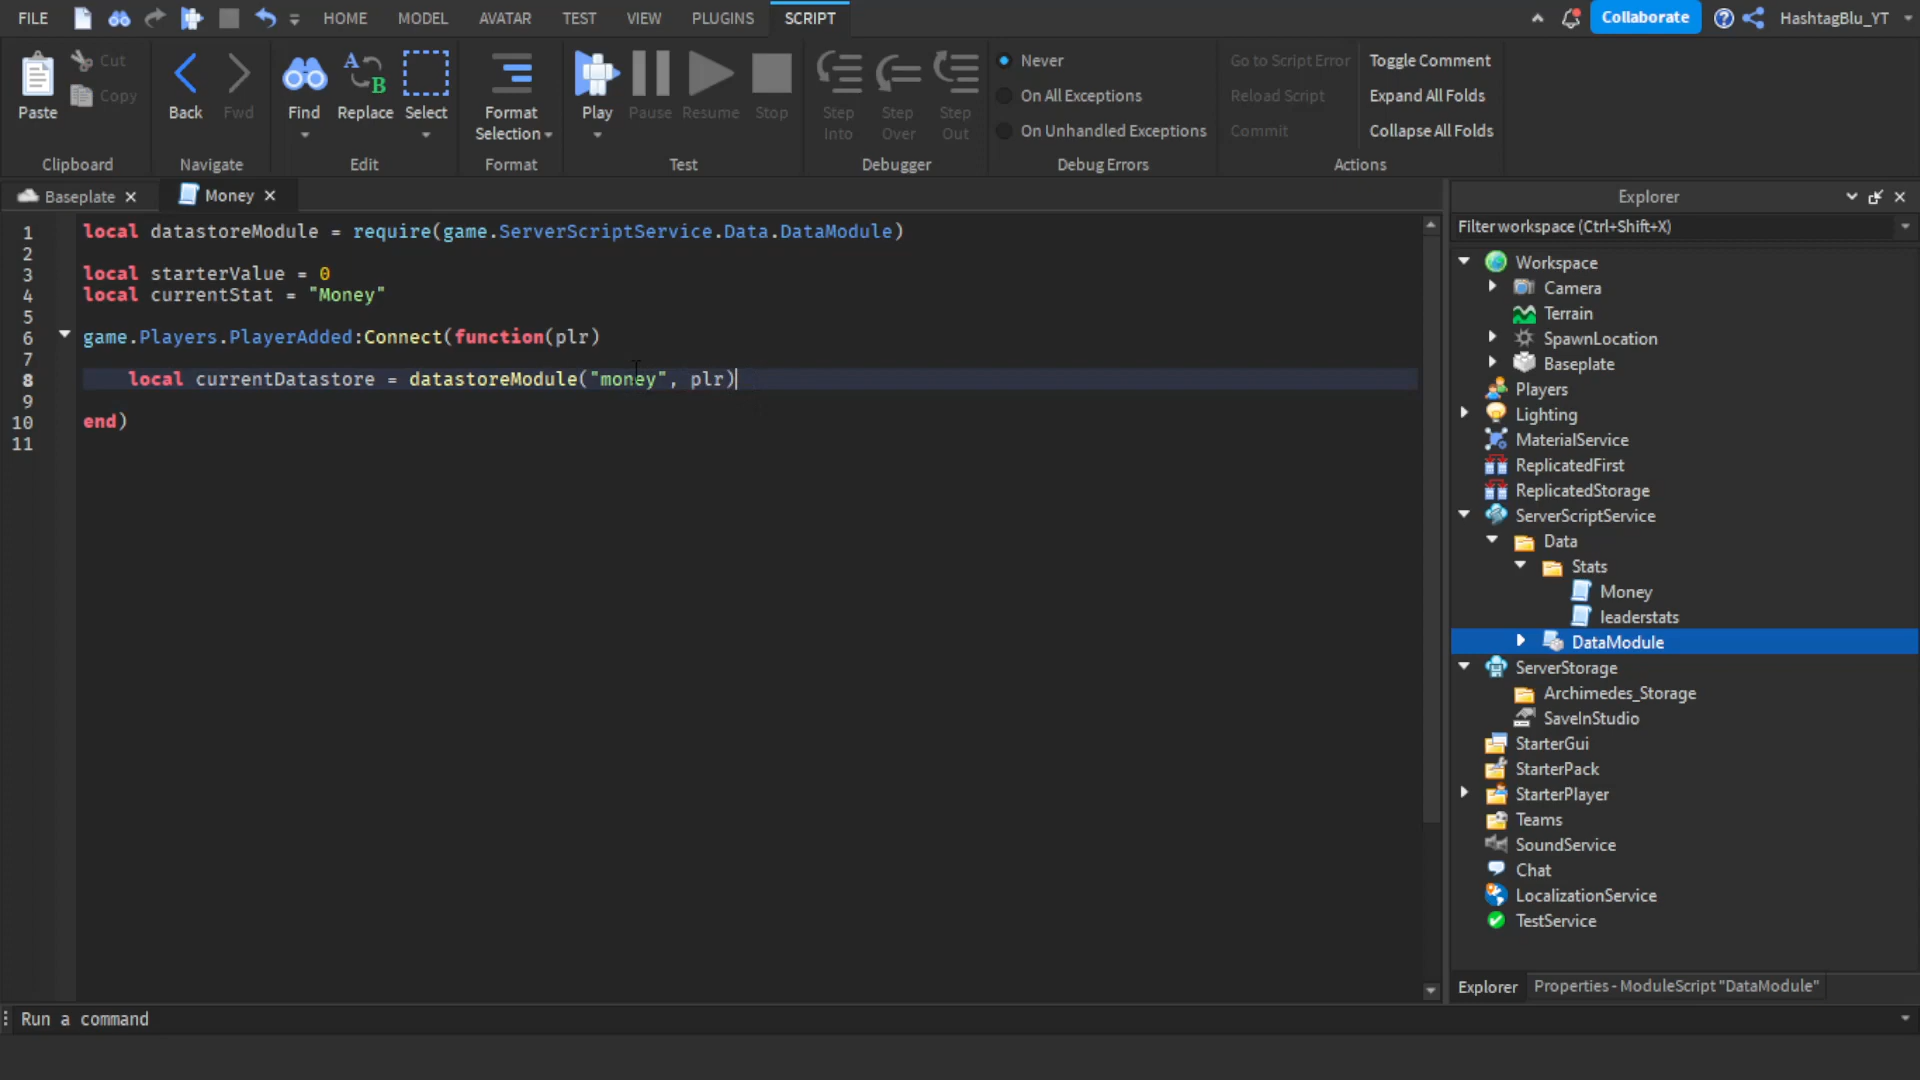 FILE HOME MODEL AVATAR TEST VIEW PLUGINS SCRIPT Collaborate HashtagBlu_YT
Paste Cut Copy Back Fwd Find Replace Select Format Selection Play Pause Resume Stop Step Into Step Over Step Out
Never
On All Exceptions
On Unhandled Exceptions
Go to Script Error
Reload Script
Commit
Toggle Comment
Expand All Folds
Collapse All Folds
Clipboard Navigate Edit Format Test Debugger Debug Errors Actions
Baseplate Money
1 local datastoreModule = require(game.ServerScriptService.Data.DataModule)
2
3 local starterValue = 0
4 local currentStat = "Money"
5
6 game.Players.PlayerAdded:Connect(function(plr)
7
8 local currentDatastore = datastoreModule("money", plr)
9
10 end)
11
Explorer
Filter workspace (Ctrl+Shift+X)
Workspace
Camera
Terrain
SpawnLocation
Baseplate
Players
Lighting
MaterialService
ReplicatedFirst
ReplicatedStorage
ServerScriptService
Data
Stats
Money
leaderstats
DataModule
ServerStorage
Archimedes_Storage
SaveInStudio
StarterGui
StarterPack
StarterPlayer
Teams
SoundService
Chat
LocalizationService
TestService
Explorer Properties - ModuleScript "DataModule"
Run a command